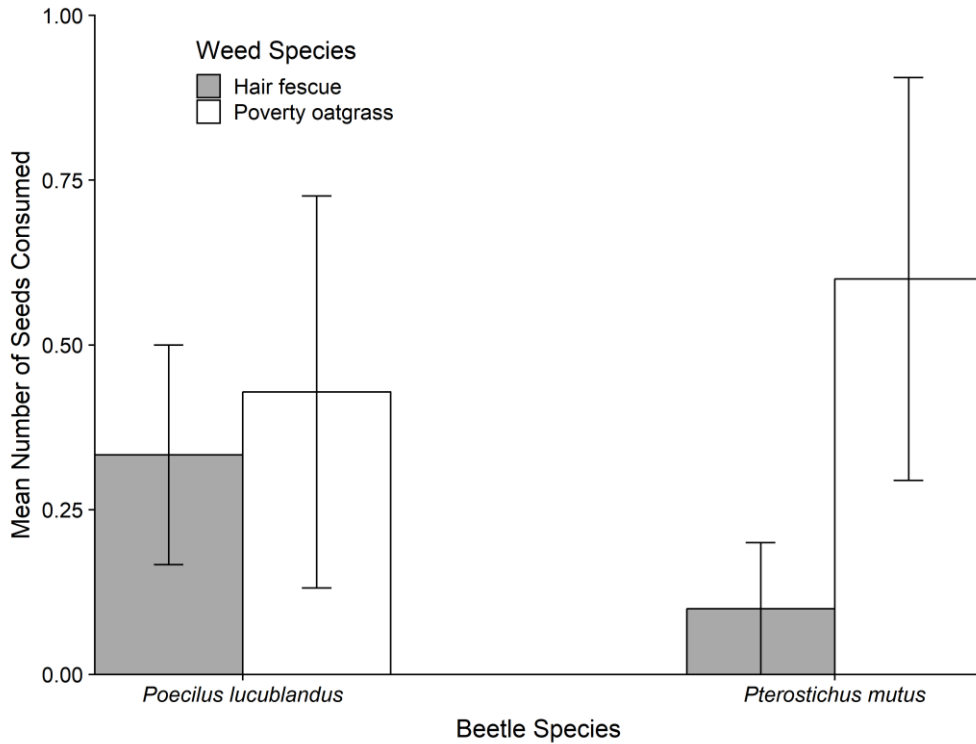 1.00
Weed Species
Hair fescue
Poverty oatgrass
0.75
Mean Number of Seeds Consumed
0.50
0.25
0.00
Poecilus lucublandus
Pterostichus mutus
Beetle Species